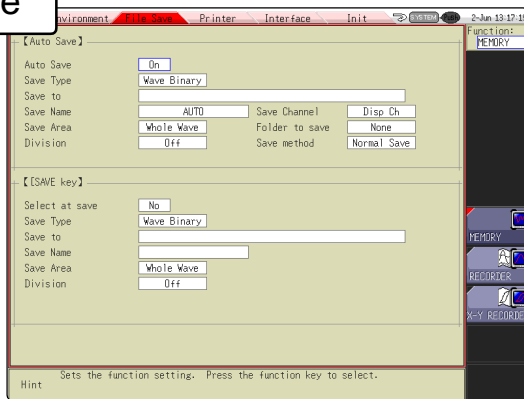 e
nvironment File Save Printer Interface Init SYSTEM 2-Jun 13:17:1
Function:
MEMORY
【Auto Save】
Auto Save On
Save Type Wave Binary
Save to
Save Name AUTO Save Channel Disp Ch
Save Area Whole Wave Folder to save None
Division Off Save method Normal Save
【[SAVE key】
Select at save No
Save Type Wave Binary
Save to
Save Name
Save Area Whole Wave
Division Off
MEMORY
RECORDER
X-Y RECORDE
Hint Sets the function setting. Press the function key to select.